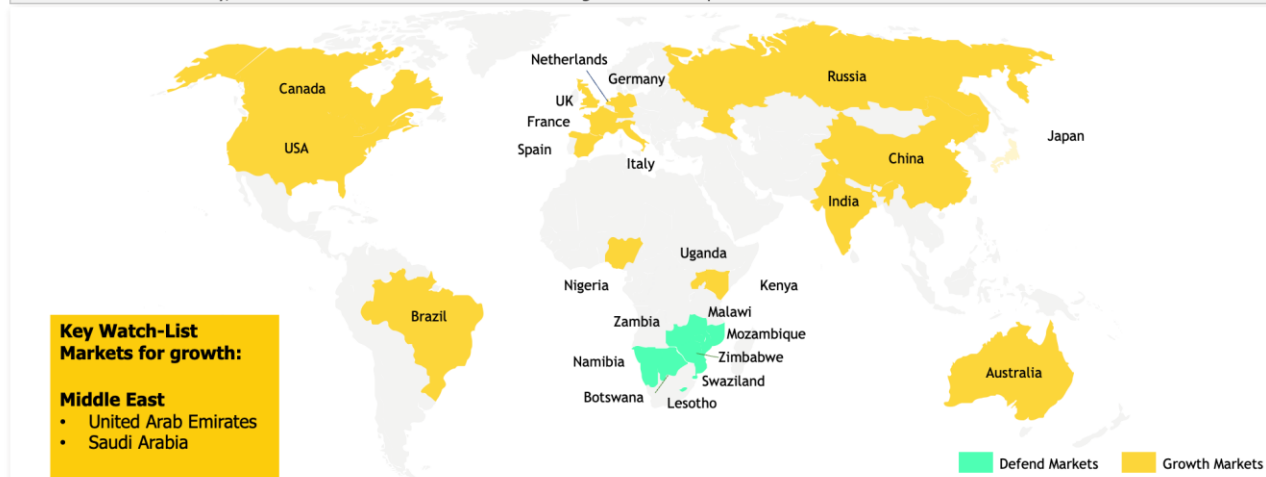 Canada
USA
Netherlands
Germany
UK
France
Spain
Italy
Russia
China
India
Japan
Uganda
Nigeria
Kenya
Malawi
Zambia
Mozambique
Zimbabwe
Namibia
Swaziland
Botswana
Lesotho
Brazil
Australia
Key Watch-List
Markets for growth:
Middle East
• United Arab Emirates
• Saudi Arabia
Defend Markets
Growth Markets